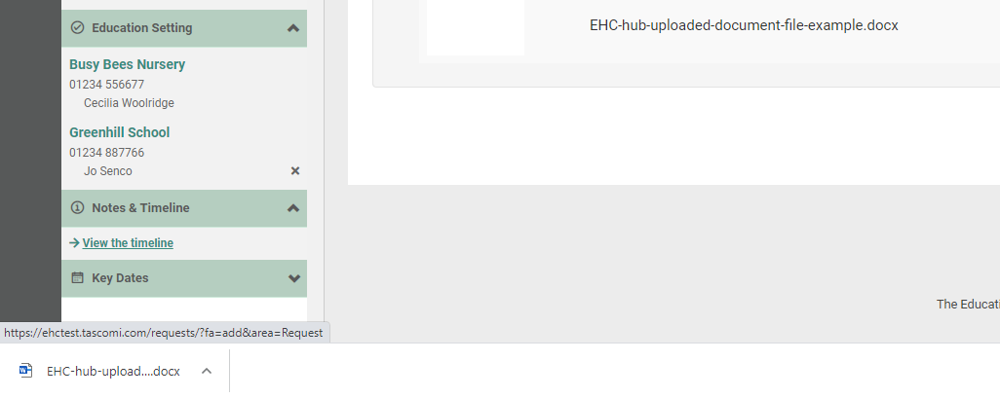 Education Setting
Busy Bees Nursery
01234 556677
Cecilia Woolridge
Greenhill School
01234 887766
Jo Senco
Notes & Timeline
View the timeline
Key Dates
EHC-hub-uploaded-document-file-example.docx
The Educati
https://ehctest.tascomi.com/requests/?fa=add&area=Request
EHC-hub-upload....docx